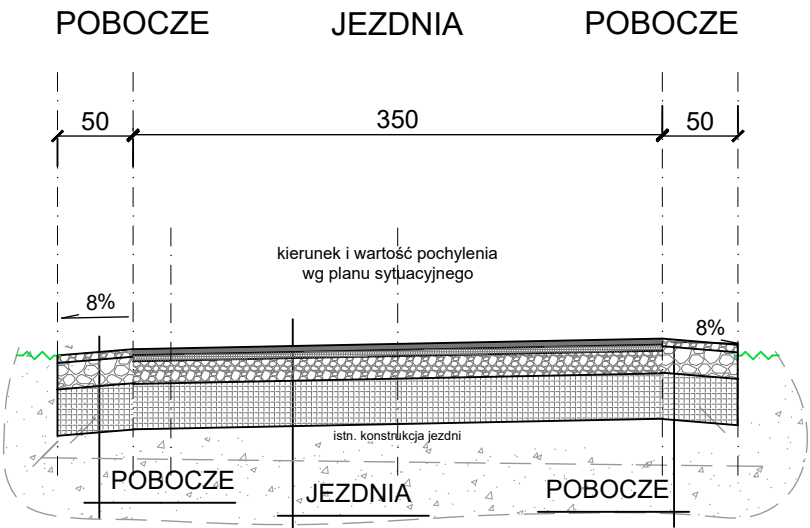 POBOCZE JEZDNIA POBOCZE
50 350 50
kierunek i wartość pochylenia
wg planu sytuacyjnego
8%
8%
istn. konstrukcja jezdni
POBOCZE JEZDNIA POBOCZE